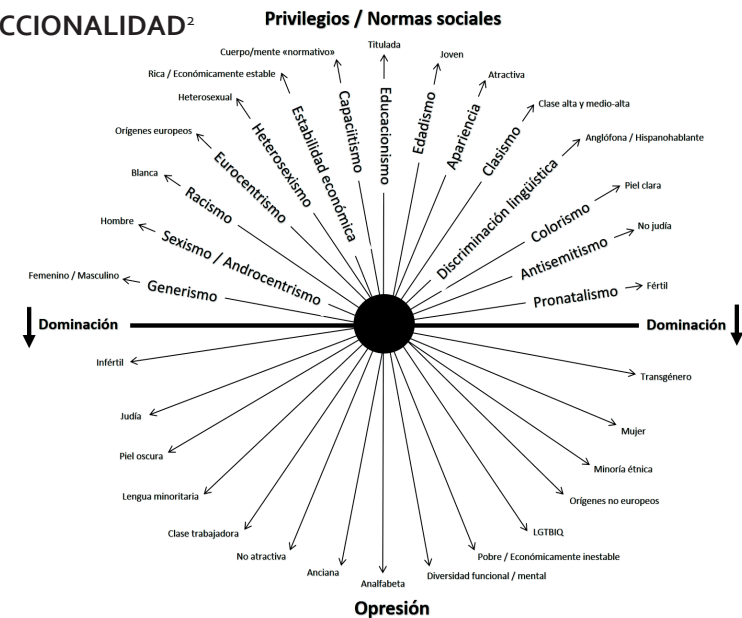 CCIONALIDAD²
Privilegios / Normas sociales
Titulada
Cuerpo/mente «normativo»
Joven
Rica / Económicamente estable
Atractiva
Heterosexual
Clase alta y medio-alta
Orígenes europeos
Anglófona / Hispanohablante
Blanca
Piel clara
Hombre
No judía
Femenino / Masculino
Fértil
Generismo
Sexismo / Androcentrismo
Racismo
Eurocentrismo
Heterosexismo
Estabilidad económica
Capacitismo
Educacionismo
Edadismo
Apariencia
Clasismo
Discriminación lingüística
Colorismo
Antisemitismo
Pronatalismo
Dominación
Dominación
Infértil
Transgénero
Judía
Mujer
Piel oscura
Minoría étnica
Lengua minoritaria
Orígenes no europeos
Clase trabajadora
LGTBIQ
No atractiva
Pobre / Económicamente inestable
Anciana
Analfabeta
Diversidad funcional / mental
Opresión